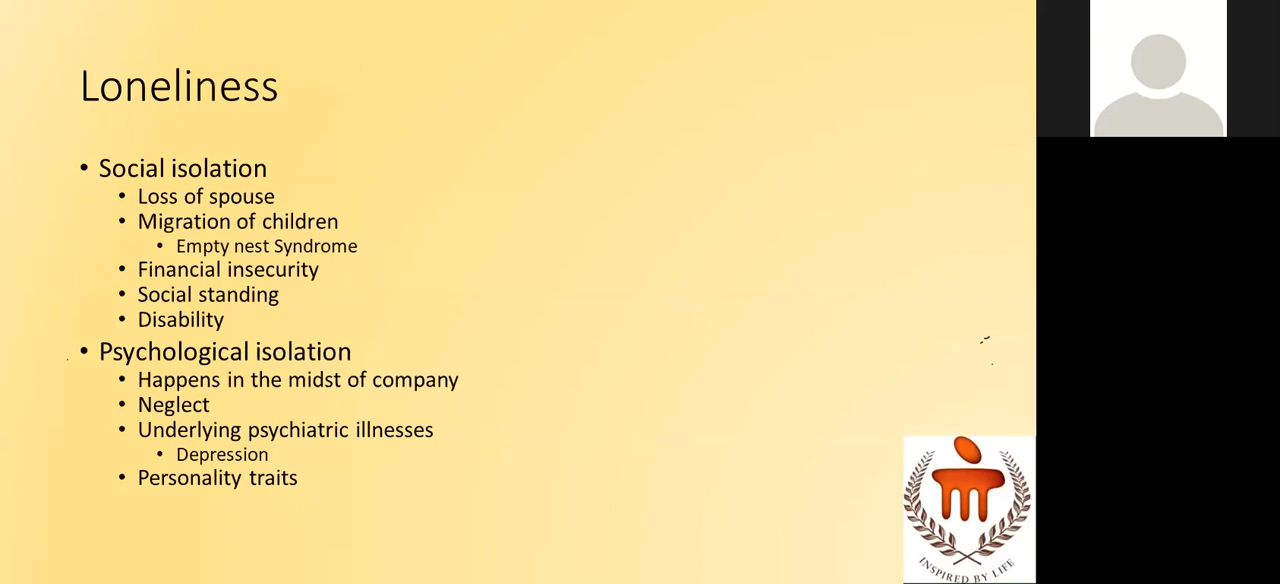 Loneliness
• Social isolation
• Loss of spouse
• Migration of children
• Empty nest Syndrome
• Financial insecurity
• Social standing
• Disability
• Psychological isolation
• Happens in the midst of company
• Neglect
• Underlying psychiatric illnesses
• Depression
• Personality traits
INSPIRED BY LIFE